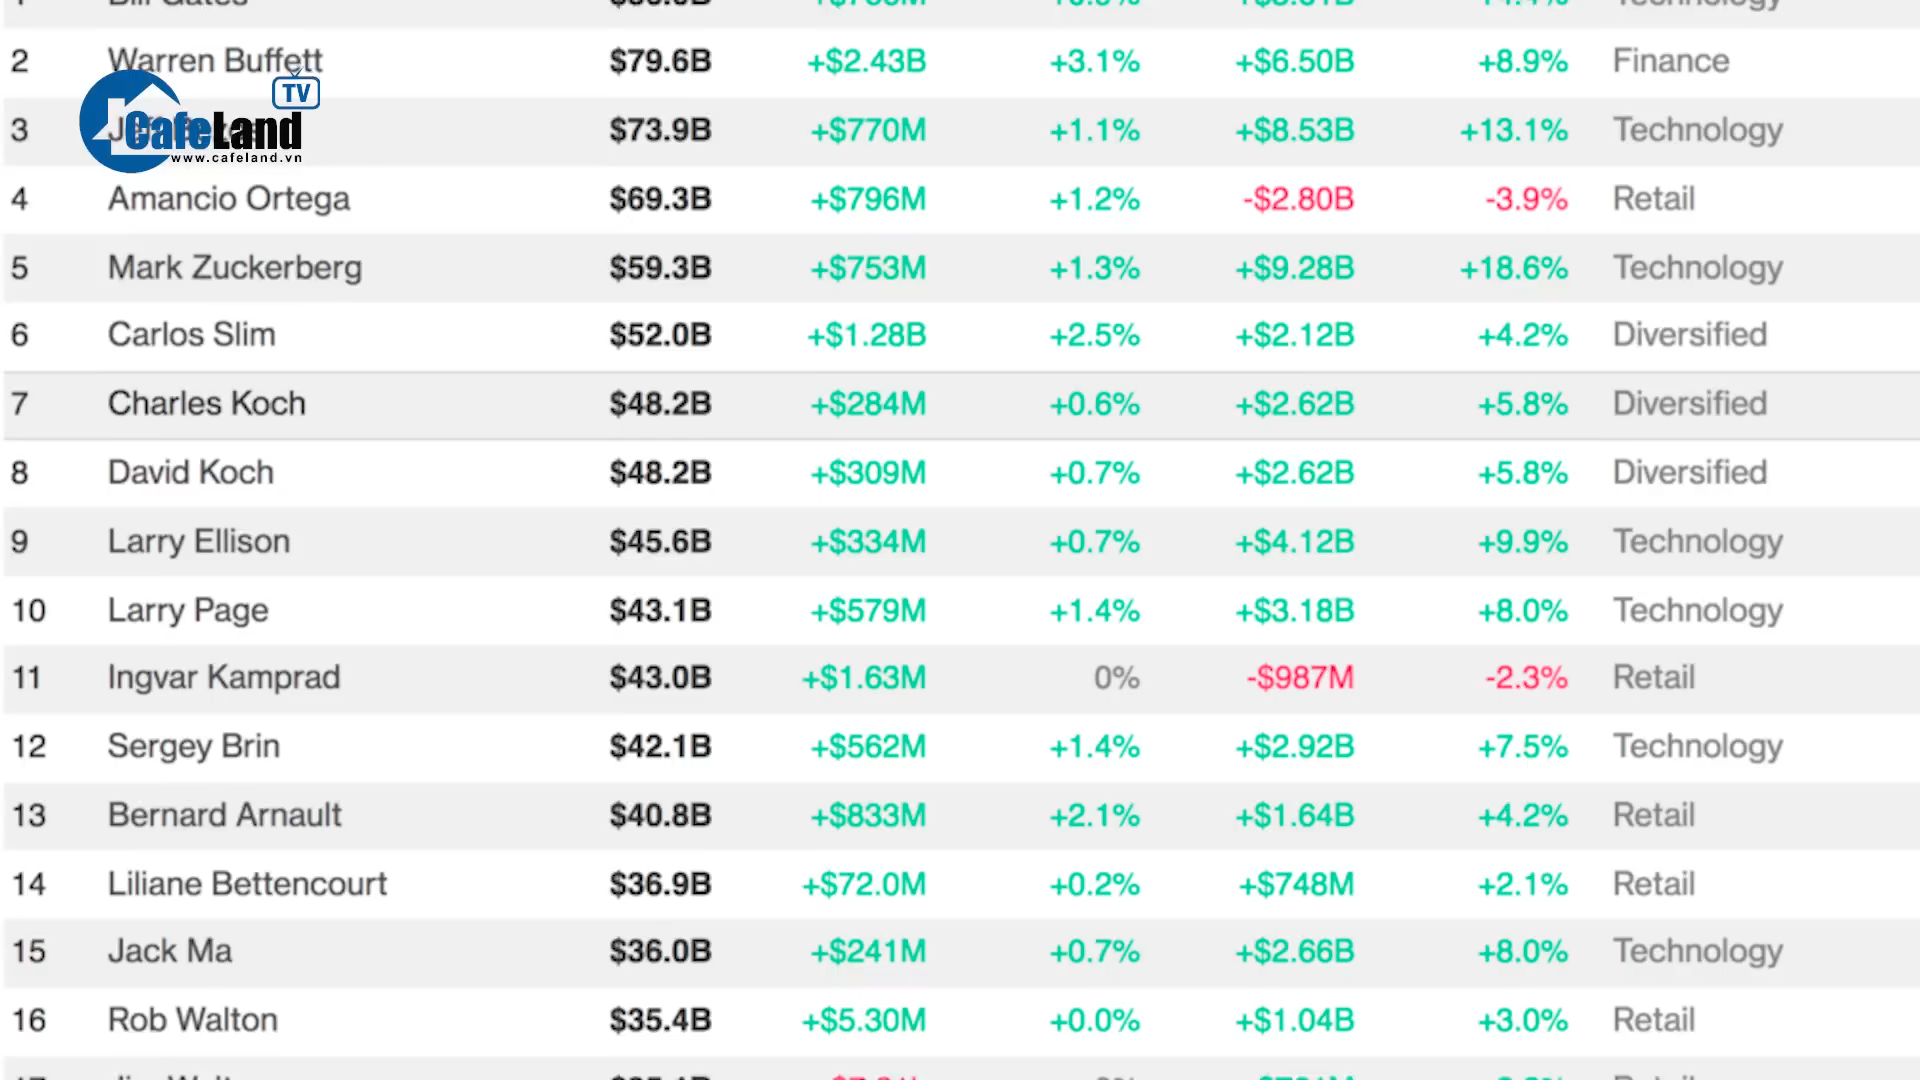 2 Warren Buffett $79.6B +$2.43B +3.1% +$6.50B +8.9% Finance
TV
CafeLand
www.cafeland.vn
3 $73.9B +$770M +1.1% +$8.53B +13.1% Technology
4 Amancio Ortega $69.3B +$796M +1.2% -$2.80B -3.9% Retail
5 Mark Zuckerberg $59.3B +$753M +1.3% +$9.28B +18.6% Technology
6 Carlos Slim $52.0B +$1.28B +2.5% +$2.12B +4.2% Diversified
7 Charles Koch $48.2B +$284M +0.6% +$2.62B +5.8% Diversified
8 David Koch $48.2B +$309M +0.7% +$2.62B +5.8% Diversified
9 Larry Ellison $45.6B +$334M +0.7% +$4.12B +9.9% Technology
10 Larry Page $43.1B +$579M +1.4% +$3.18B +8.0% Technology
11 Ingvar Kamprad $43.0B +$1.63M 0% -$987M -2.3% Retail
12 Sergey Brin $42.1B +$562M +1.4% +$2.92B +7.5% Technology
13 Bernard Arnault $40.8B +$833M +2.1% +$1.64B +4.2% Retail
14 Liliane Bettencourt $36.9B +$72.0M +0.2% +$748M +2.1% Retail
15 Jack Ma $36.0B +$241M +0.7% +$2.66B +8.0% Technology
16 Rob Walton $35.4B +$5.30M +0.0% +$1.04B +3.0% Retail